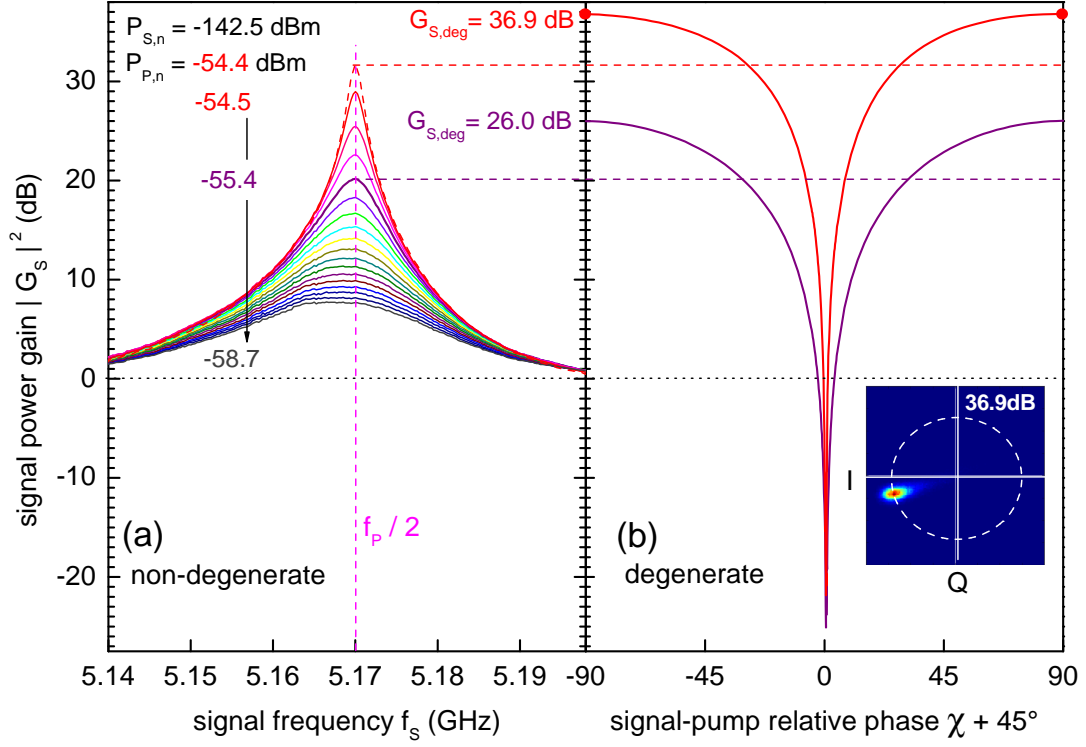 P_S,n = -142.5 dBm
P_P,n = -54.4 dBm
-54.5
-55.4
-58.7
G_S,deg = 36.9 dB
G_S,deg = 26.0 dB
signal power gain | G_S |^2 (dB)
30
20
10
0
-10
-20
(a)
non-degenerate
f_P / 2
(b)
degenerate
36.9dB
I
Q
5.14 5.15 5.16 5.17 5.18 5.19 -90 -45 0 45 90
signal frequency f_S (GHz)
signal-pump relative phase χ + 45°